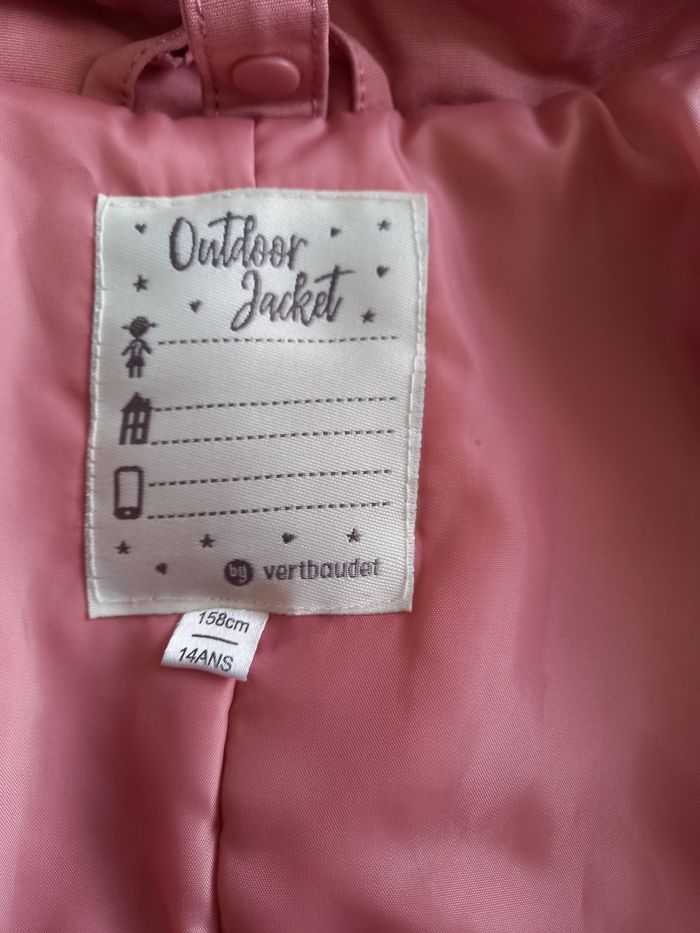 Outdoor
Jacket
by vertbaudet
158cm
14ANS